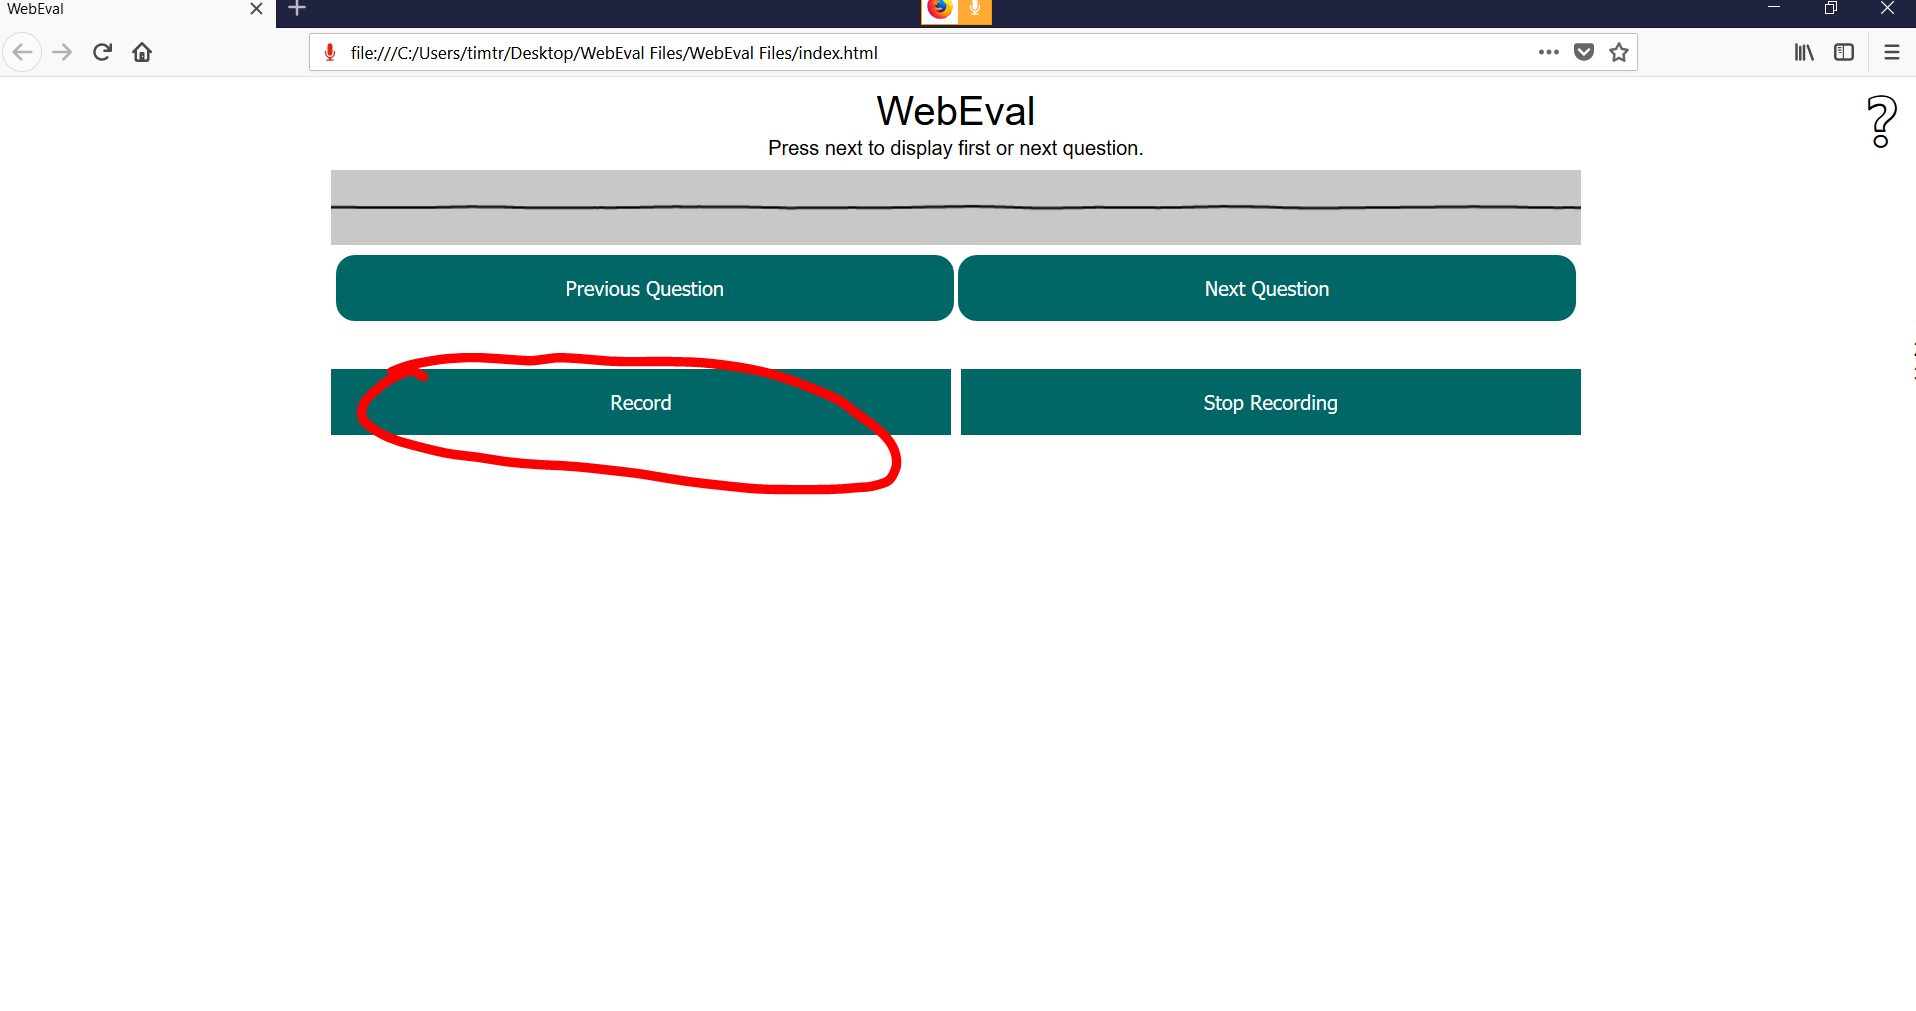 WebEval
file:///C:/Users/timtr/Desktop/WebEval Files/WebEval Files/index.html
WebEval
?
Press next to display first or next question.
Previous Question Next Question
Record Stop Recording